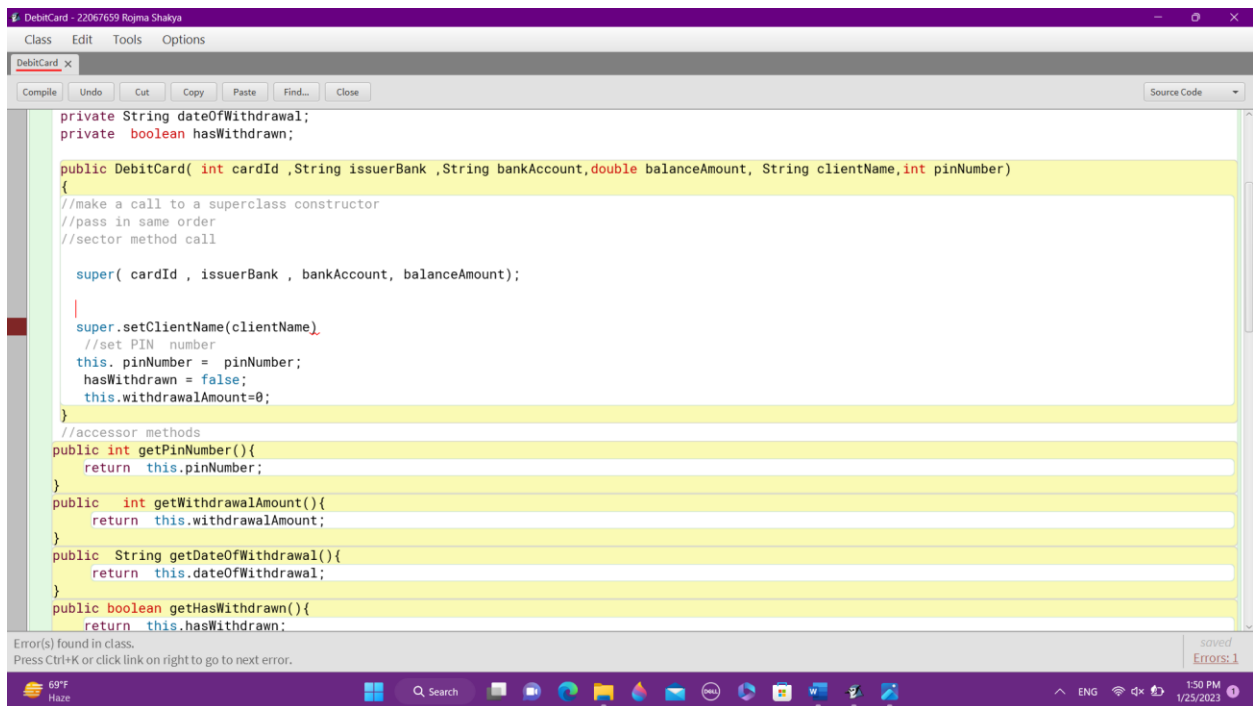 DebitCard - 22067659 Rojma Shakya
Class Edit Tools Options
DebitCard X
Compile Undo Cut Copy Paste Find... Close Source Code
private String dateOfWithdrawal;
private  boolean hasWithdrawn;
public DebitCard( int cardId ,String issuerBank ,String bankAccount,double balanceAmount, String clientName,int pinNumber)
{
//make a call to a superclass constructor
//pass in same order
//sector method call
super( cardId , issuerBank , bankAccount, balanceAmount);
super.setClientName(clientName)
//set PIN  number
this. pinNumber =  pinNumber;
hasWithdrawn = false;
this.withdrawalAmount=0;
}
//accessor methods
public int getPinNumber(){
return  this.pinNumber;
}
public   int getWithdrawalAmount(){
return  this.withdrawalAmount;
}
public  String getDateOfWithdrawal(){
return  this.dateOfWithdrawal;
}
public boolean getHasWithdrawn(){
return  this.hasWithdrawn;
Error(s) found in class.
Press Ctrl+K or click link on right to go to next error.
saved
Errors: 1
69°F
Haze
Search
DELL
ENG
1:50 PM
1/25/2023
1